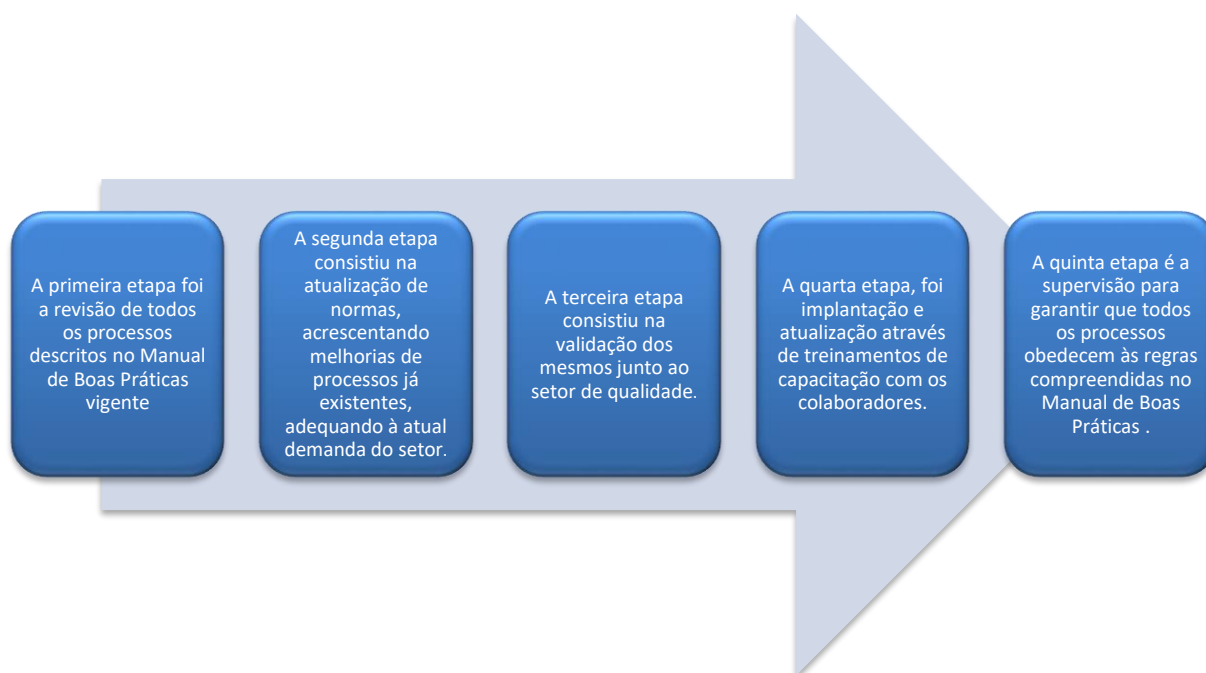 A primeira etapa foi
a revisão de todos
os processos
descritos no Manual
de Boas Práticas
vigente
A segunda etapa
consistiu na
atualização de
normas,
acrescentando
melhorias de
processos já
existentes,
adequando à atual
demanda do setor.
A terceira etapa
consistiu na
validação dos
mesmos junto ao
setor de qualidade.
A quarta etapa, foi
implantação e
atualização através
de treinamentos de
capacitação com os
colaboradores.
A quinta etapa é a
supervisão para
garantir que todos
os processos
obedecem às regras
compreendidas no
Manual de Boas
Práticas .